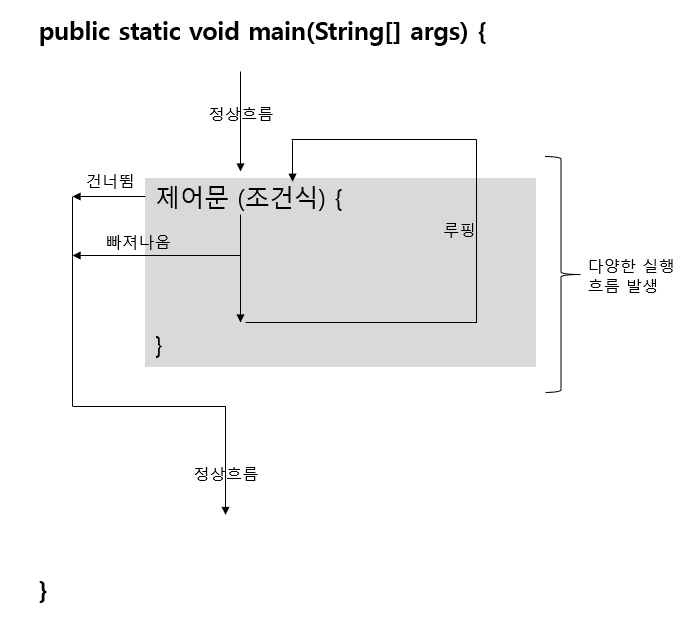 public static void main(String[] args) {
정상흐름
건너뜀
제어문 (조건식) {
루핑
빠져나옴
다양한 실행
흐름 발생
}
정상흐름
}